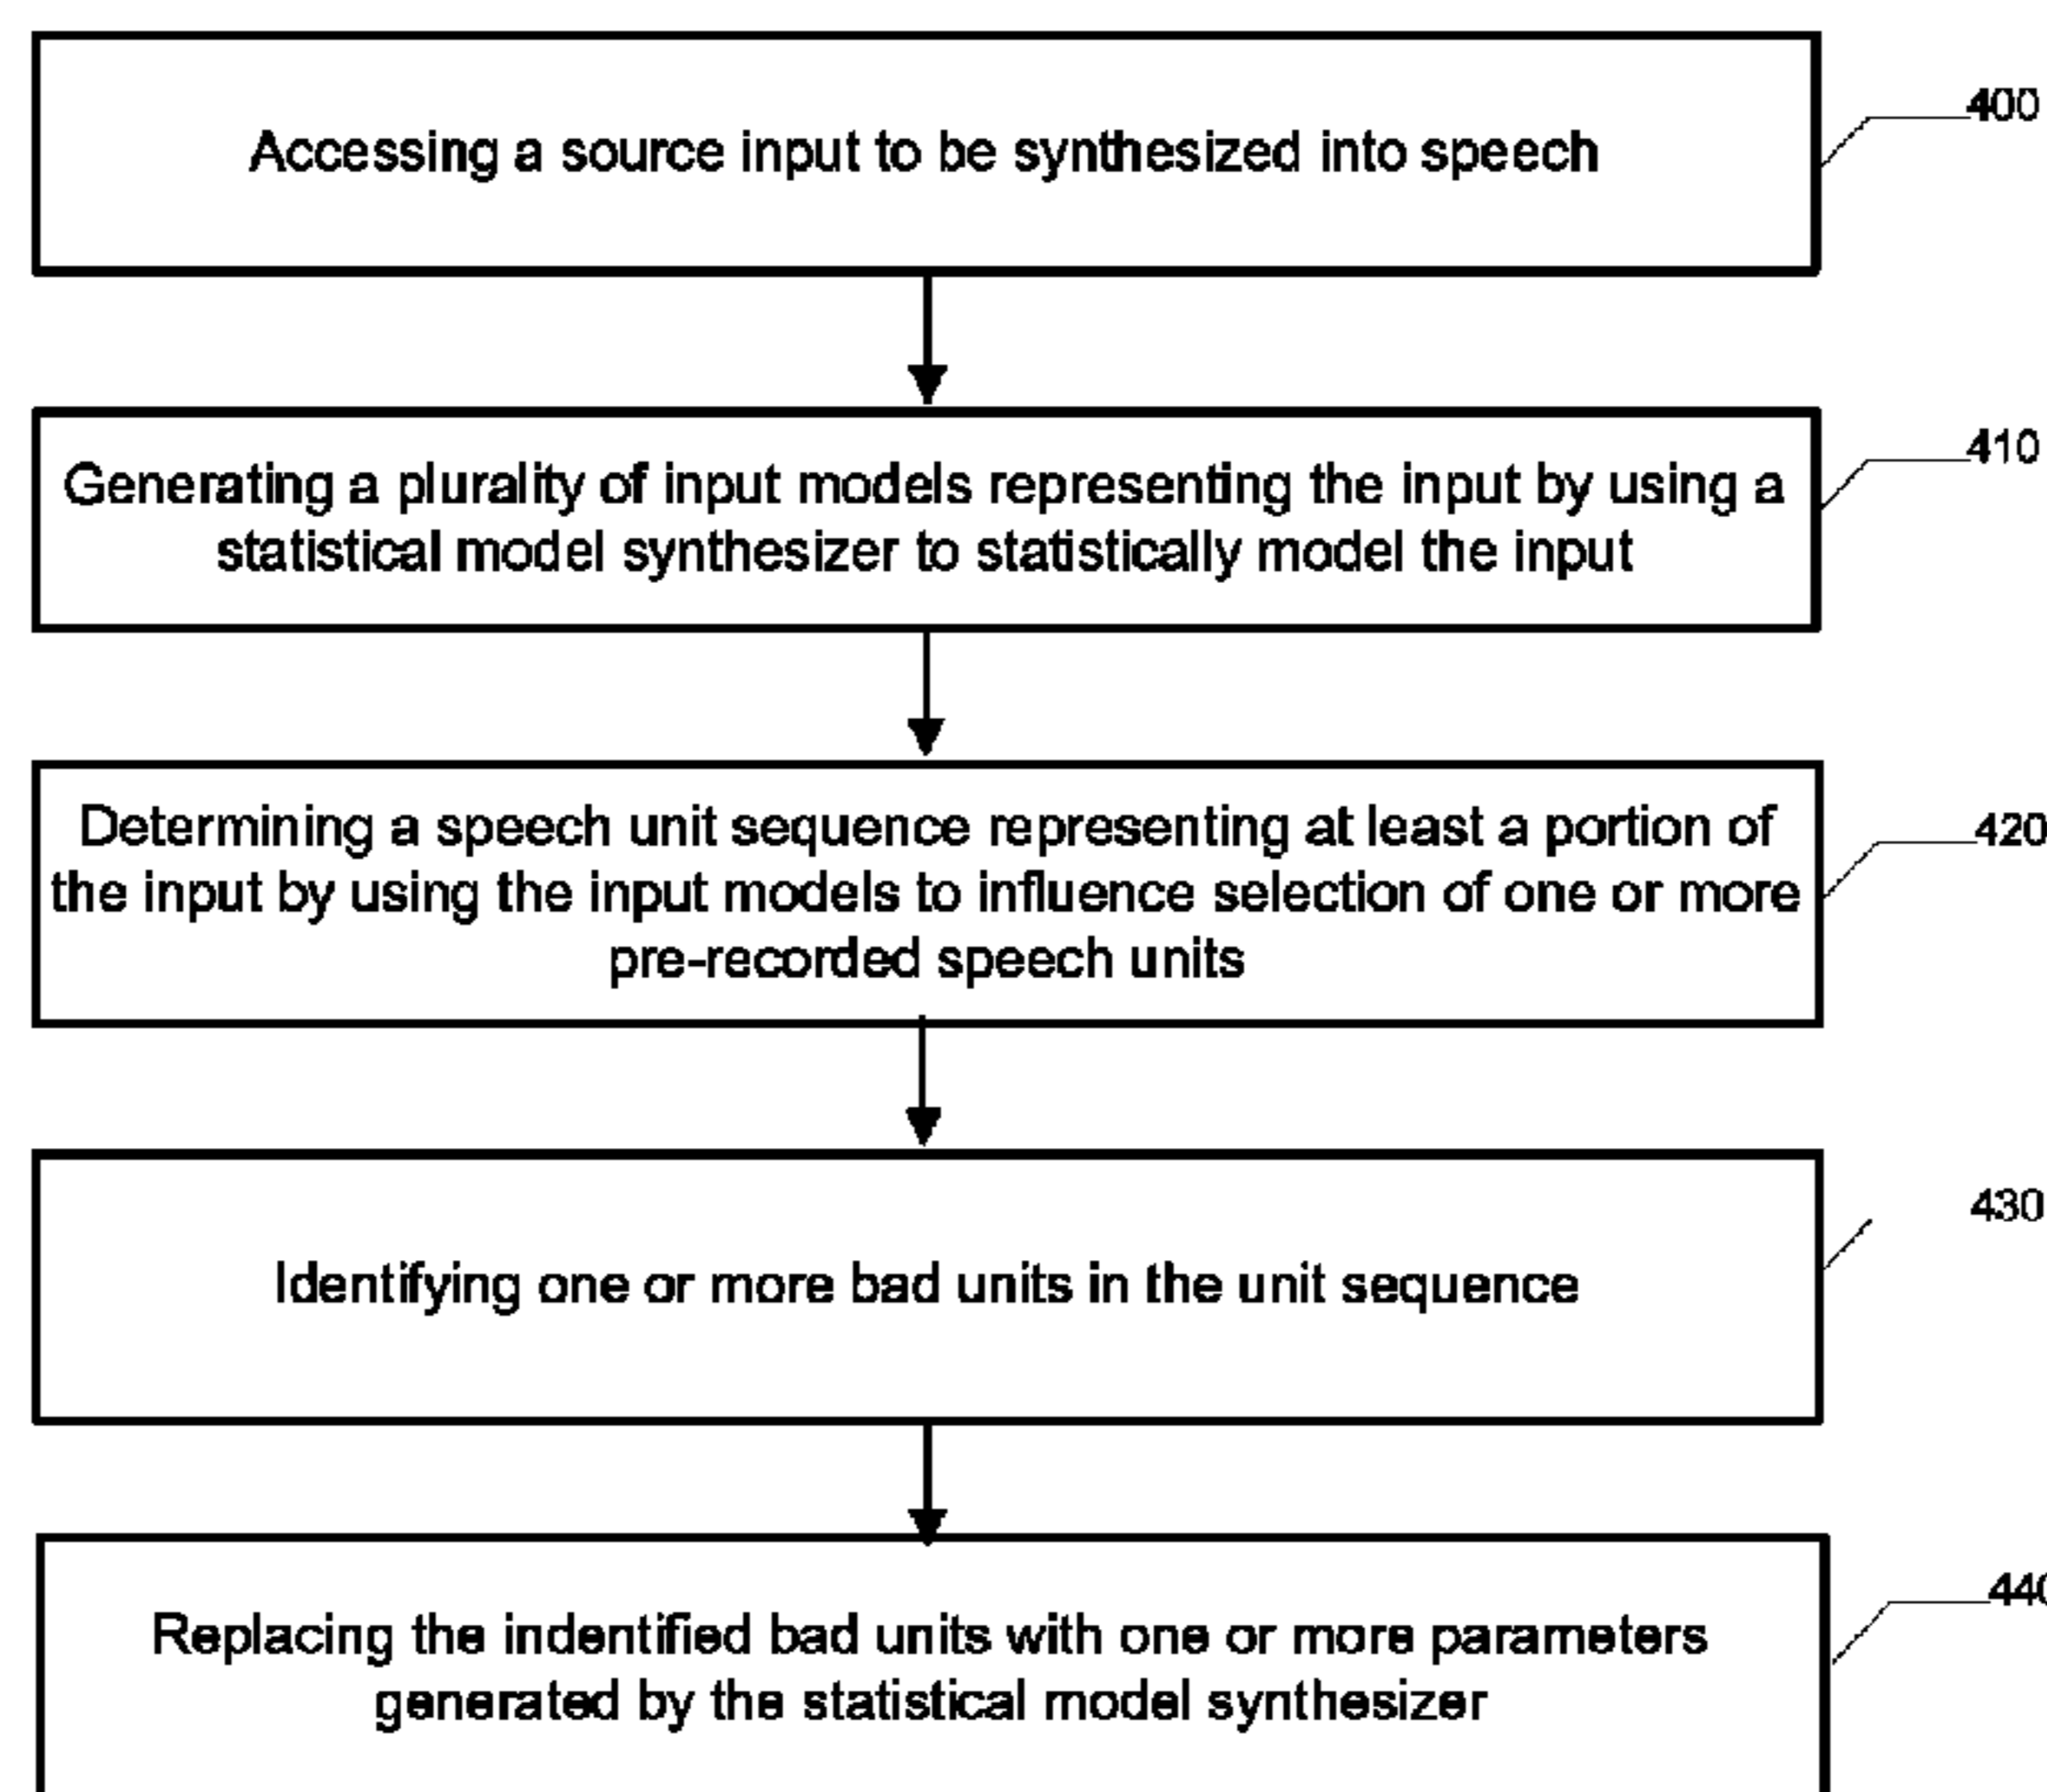 Accessing a source input to be synthesized into speech
400
Generating a plurality of input models representing the input by using a
statistical model synthesizer to statistically model the input
410
Determining a speech unit sequence representing at least a portion of
the input by using the input models to influence selection of one or more
pre-recorded speech units
420
Identifying one or more bad units in the unit sequence
430
Replacing the indentified bad units with one or more parameters
generated by the statistical model synthesizer
440